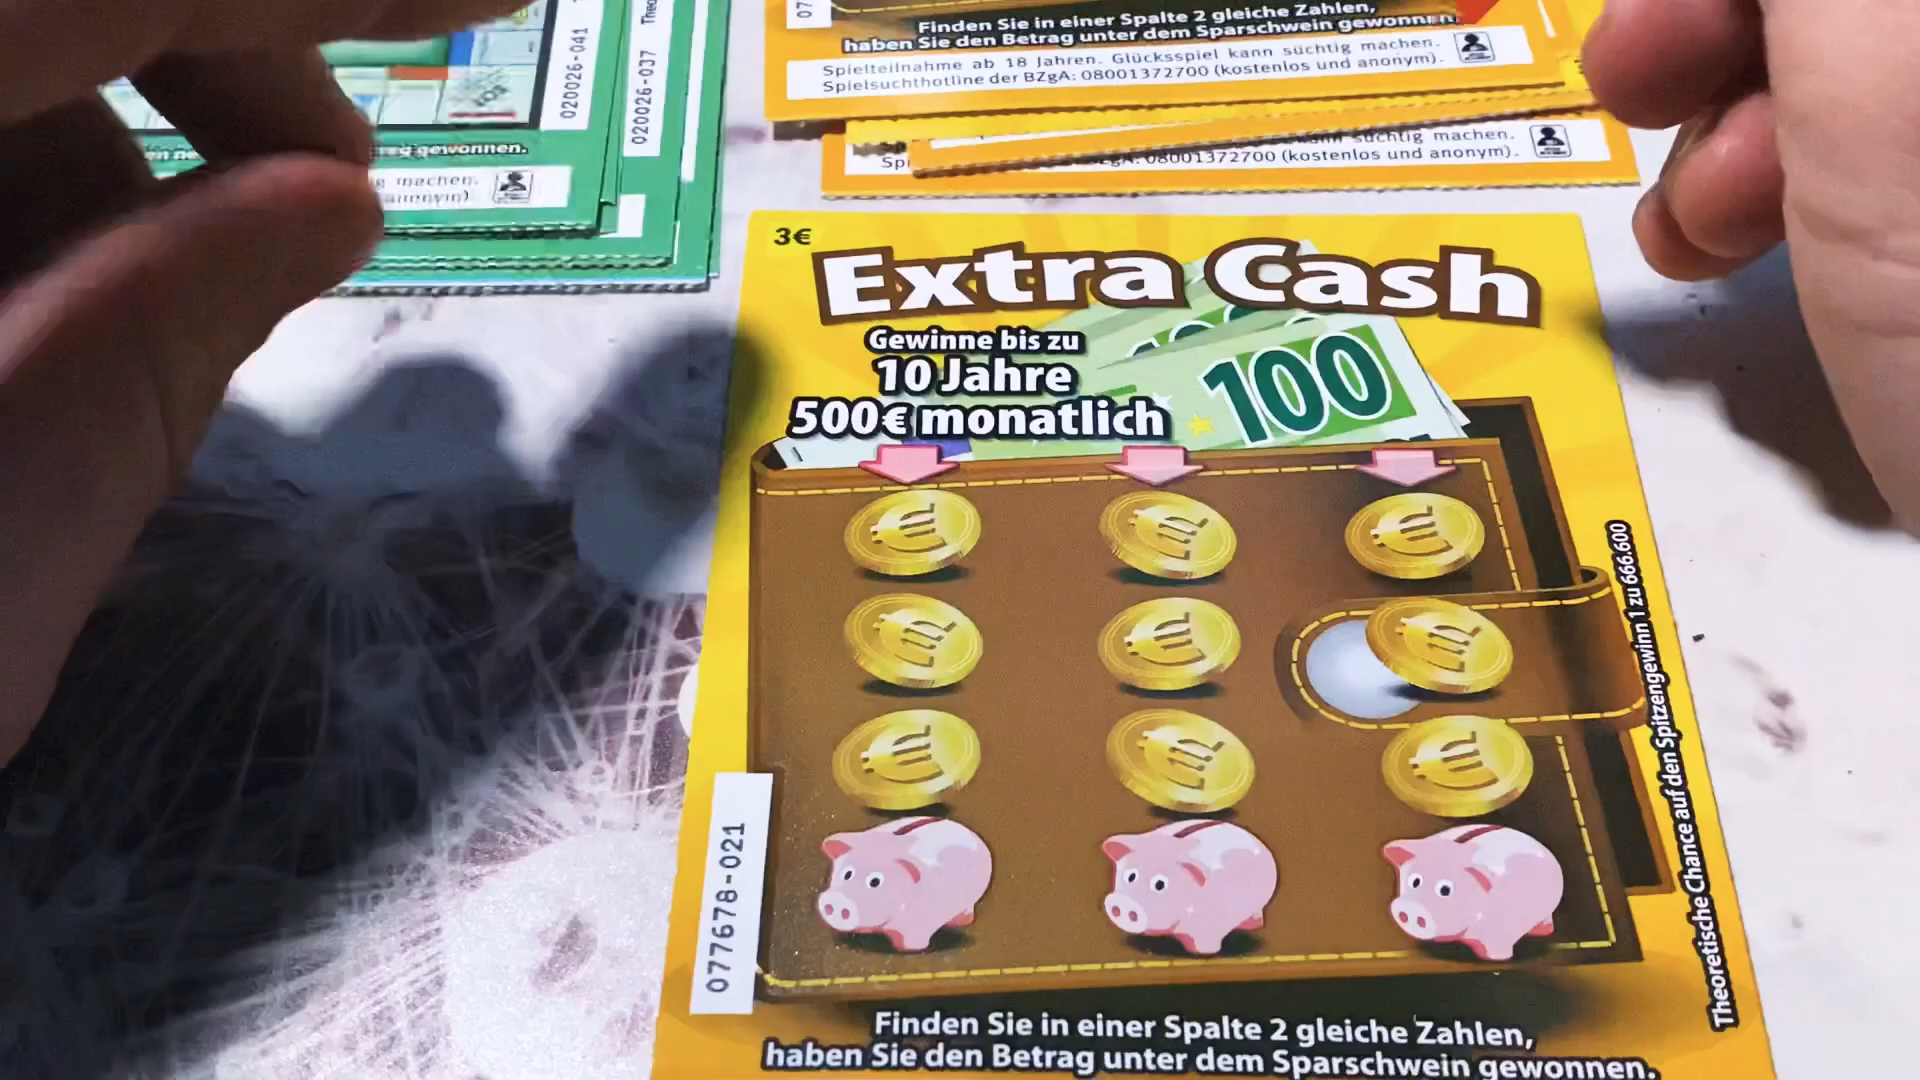 020026-041
020026-037
g gewonnen.
g machen.
07
Finden Sie in einer Spalte 2 gleiche Zahlen,
haben Sie den Betrag unter dem Sparschwein gewonnen.
Spielteilnahme ab 18 Jahren. Glücksspiel kann süchtig machen.
Spielsuchthotline der BZgA: 08001372700 (kostenlos und anonym).
süchtig machen.
08001372700 (kostenlos und anonym).
3€
Extra Cash
Gewinne bis zu
10 Jahre
500€ monatlich
100
077678-021
Theoretische Chance auf den Spitzengewinn 1 zu 666.600
Finden Sie in einer Spalte 2 gleiche Zahlen,
haben Sie den Betrag unter dem Sparschwein gewonnen.